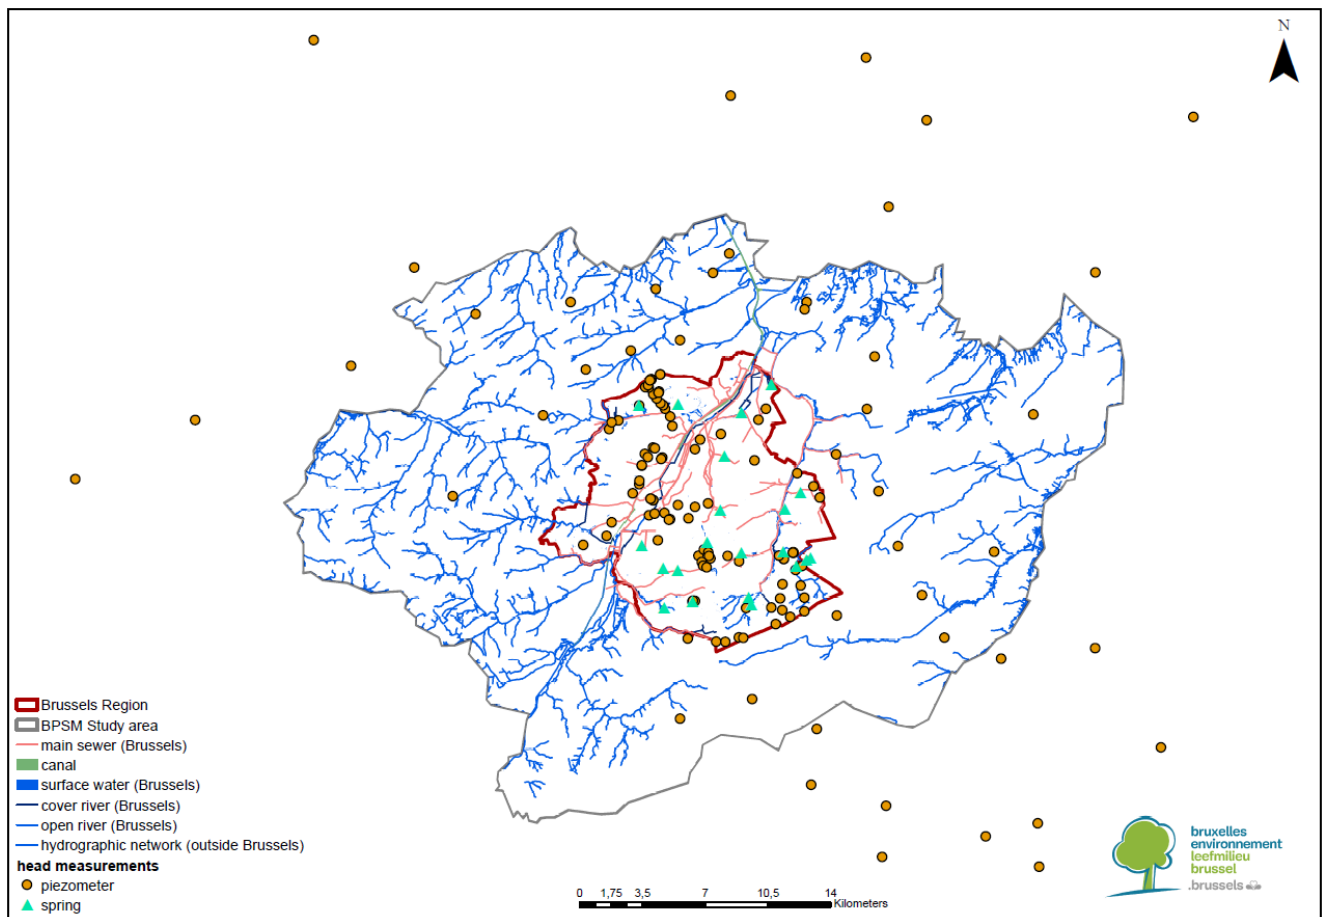 N
Brussels Region
BPSM Study area
main sewer (Brussels)
canal
surface water (Brussels)
cover river (Brussels)
open river (Brussels)
hydrographic network (outside Brussels)
head measurements
piezometer
spring
0 1,75 3,5 7 10,5 14
Kilometers
bruxelles
environnement
leefmilieu
brussel
.brussels